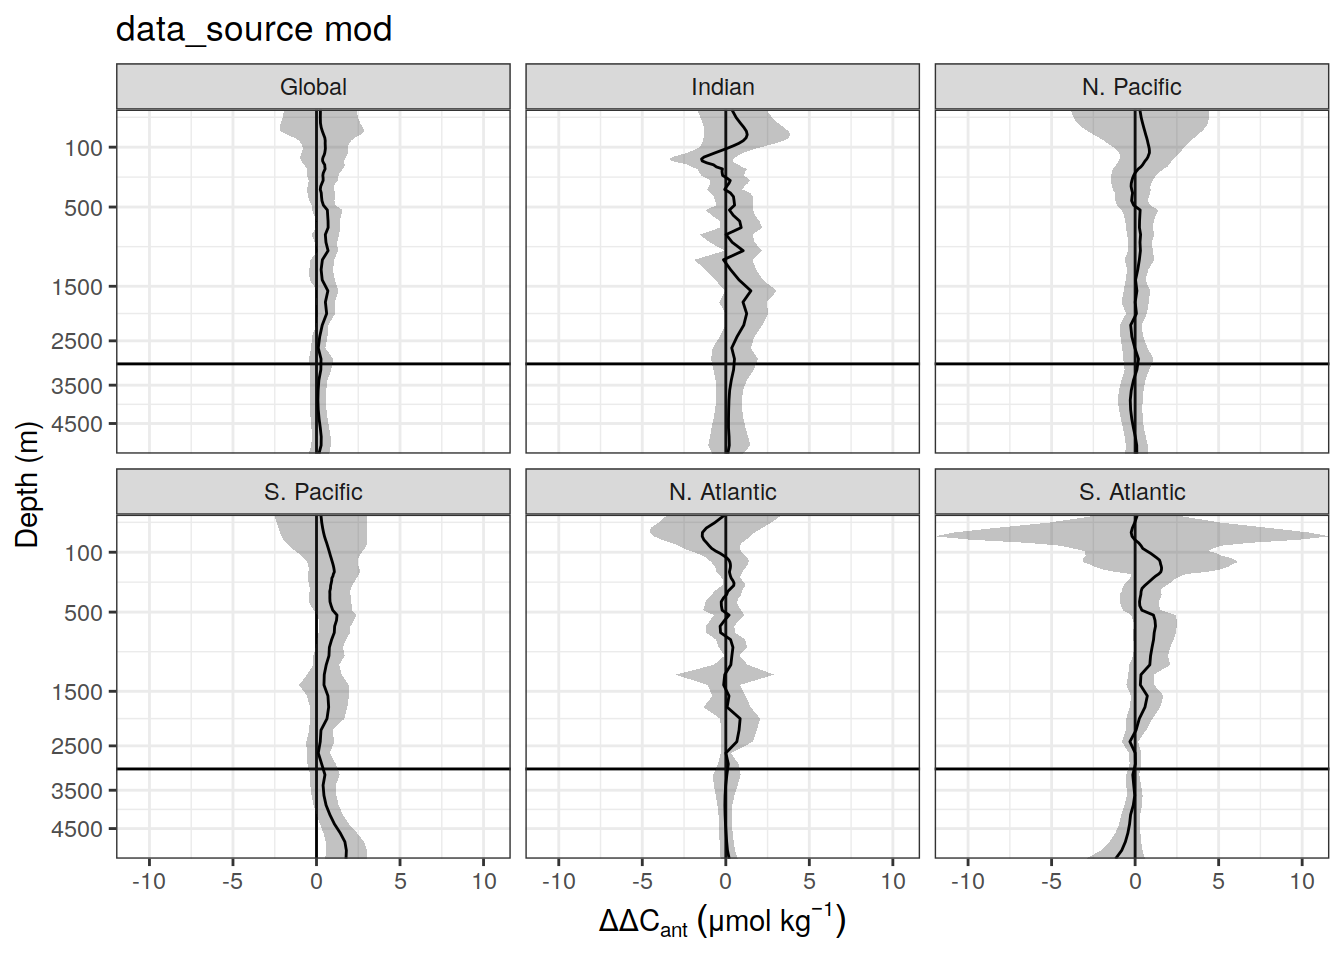 data_source mod
Global
Indian
N. Pacific
100
500
1500
2500
3500
4500
S. Pacific
N. Atlantic
S. Atlantic
100
500
1500
2500
3500
4500
Depth (m)
-10 -5 0 5 10
-10 -5 0 5 10
-10 -5 0 5 10
ΔΔCant (μmol kg⁻¹)